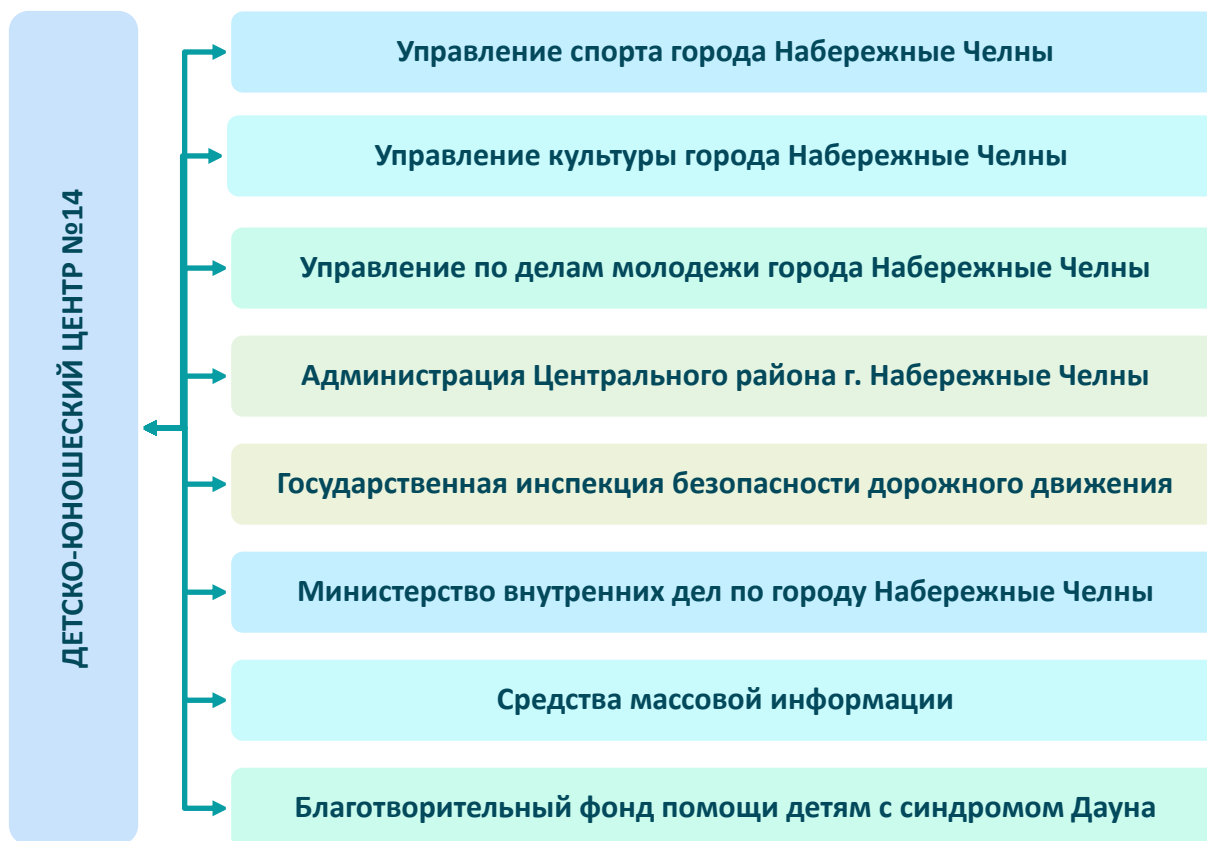 ДЕТСКО-ЮНОШЕСКИЙ ЦЕНТР №14
Управление спорта города Набережные Челны
Управление культуры города Набережные Челны
Управление по делам молодежи города Набережные Челны
Администрация Центрального района г. Набережные Челны
Государственная инспекция безопасности дорожного движения
Министерство внутренних дел по городу Набережные Челны
Средства массовой информации
Благотворительный фонд помощи детям с синдромом Дауна